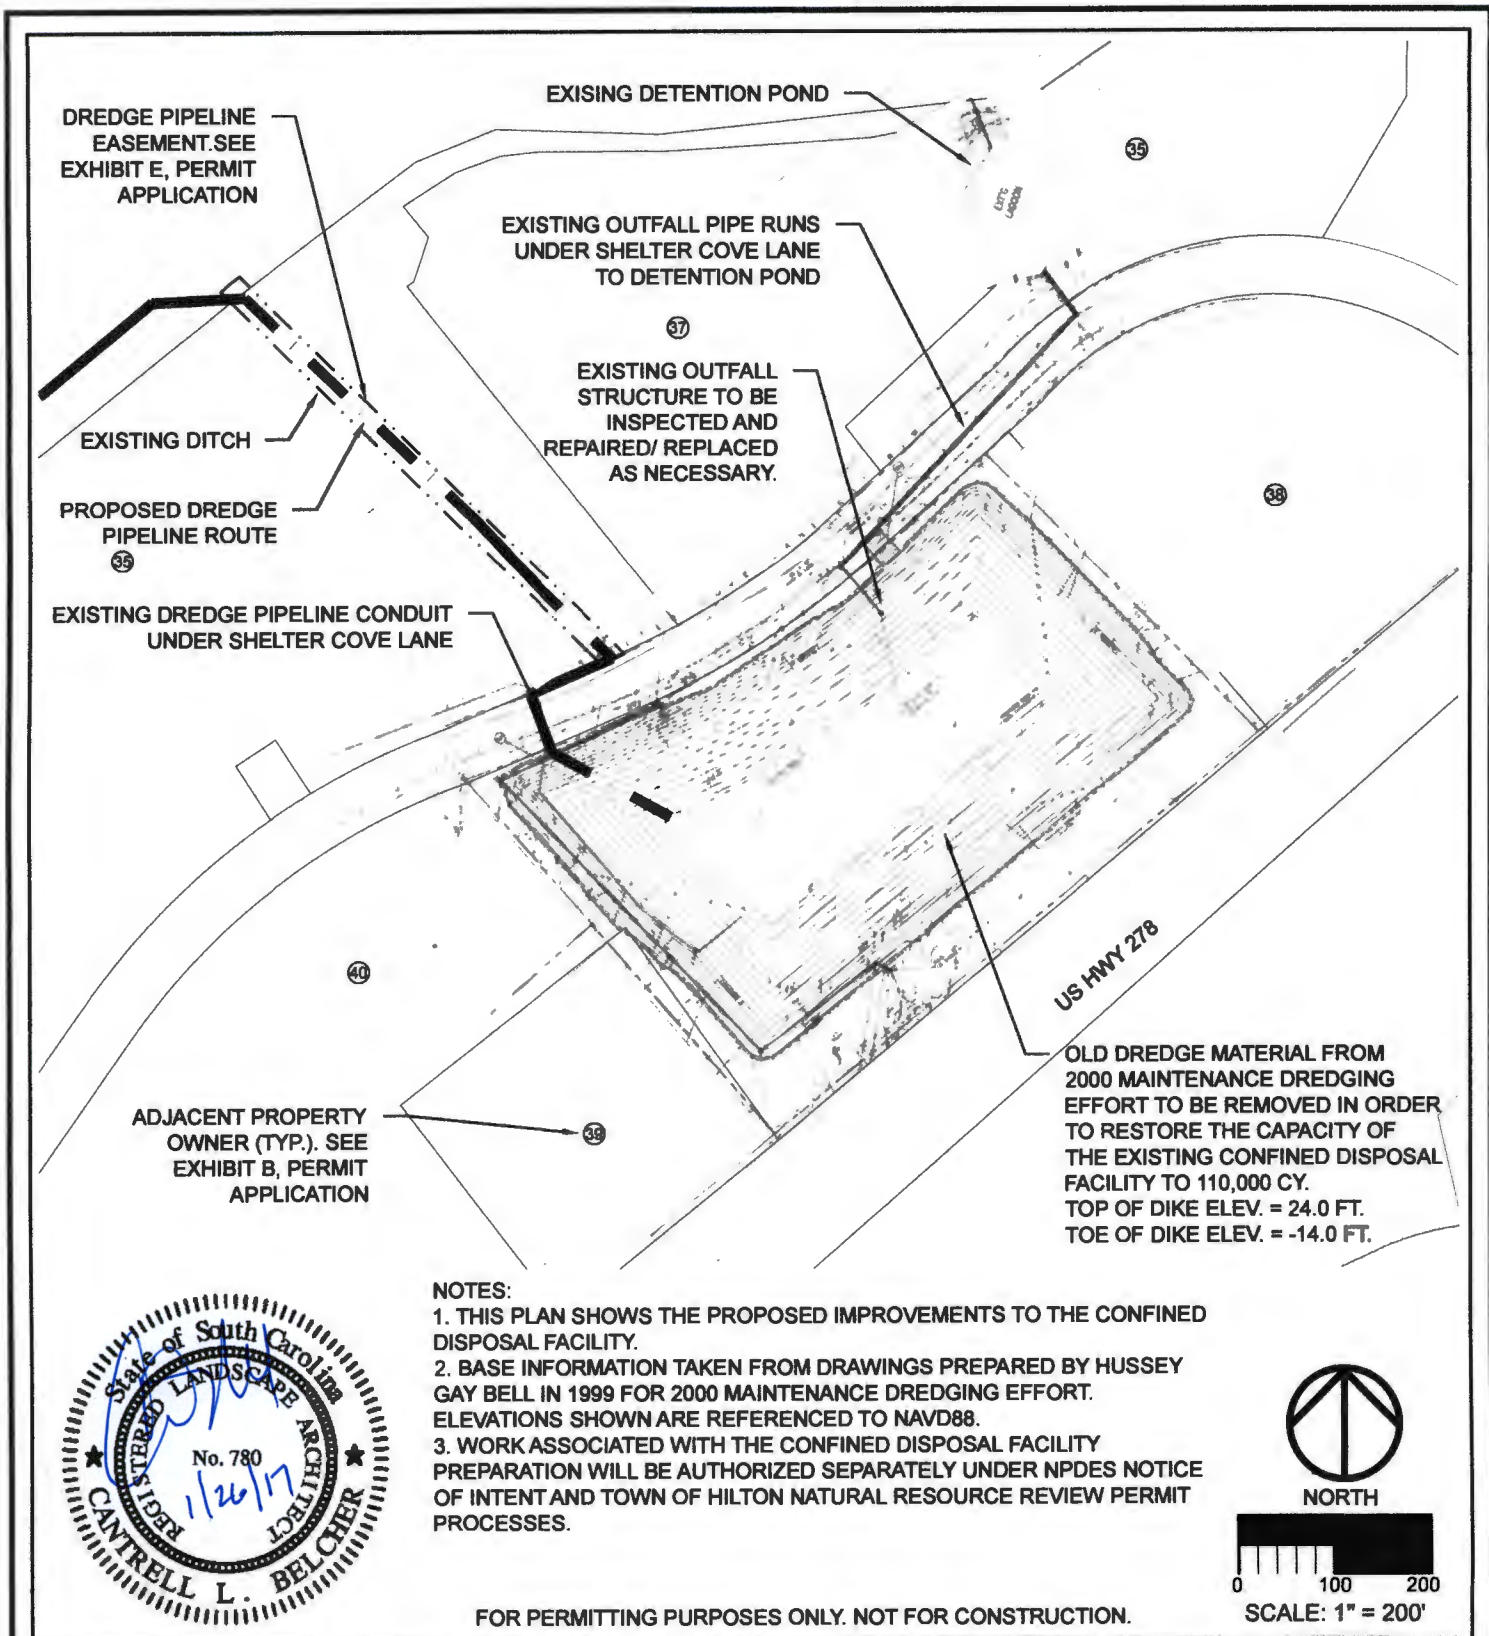 DREDGE PIPELINE
EASEMENT.SEE
EXHIBIT E, PERMIT
APPLICATION
EXISING DETENTION POND
35
EXIT'G
LAGOON
EXISTING OUTFALL PIPE RUNS
UNDER SHELTER COVE LANE
TO DETENTION POND
37
EXISTING OUTFALL
STRUCTURE TO BE
INSPECTED AND
REPAIRED/ REPLACED
AS NECESSARY.
EXISTING DITCH
PROPOSED DREDGE
PIPELINE ROUTE
35
38
EXISTING DREDGE PIPELINE CONDUIT
UNDER SHELTER COVE LANE
40
US HWY 278
ADJACENT PROPERTY
OWNER (TYP.). SEE
EXHIBIT B, PERMIT
APPLICATION
39
OLD DREDGE MATERIAL FROM
2000 MAINTENANCE DREDGING
EFFORT TO BE REMOVED IN ORDER
TO RESTORE THE CAPACITY OF
THE EXISTING CONFINED DISPOSAL
FACILITY TO 110,000 CY.
TOP OF DIKE ELEV. = 24.0 FT.
TOE OF DIKE ELEV. = -14.0 FT.
NOTES:
1. THIS PLAN SHOWS THE PROPOSED IMPROVEMENTS TO THE CONFINED
DISPOSAL FACILITY.
2. BASE INFORMATION TAKEN FROM DRAWINGS PREPARED BY HUSSEY
GAY BELL IN 1999 FOR 2000 MAINTENANCE DREDGING EFFORT.
ELEVATIONS SHOWN ARE REFERENCED TO NAVD88.
3. WORK ASSOCIATED WITH THE CONFINED DISPOSAL FACILITY
PREPARATION WILL BE AUTHORIZED SEPARATELY UNDER NPDES NOTICE
OF INTENT AND TOWN OF HILTON NATURAL RESOURCE REVIEW PERMIT
PROCESSES.
State of South Carolina
REGISTERED LANDSCAPE ARCHITECT
No. 780
1/26/17
CANTRELL L. BELCHER
NORTH
0 100 200
SCALE: 1" = 200'
FOR PERMITTING PURPOSES ONLY. NOT FOR CONSTRUCTION.